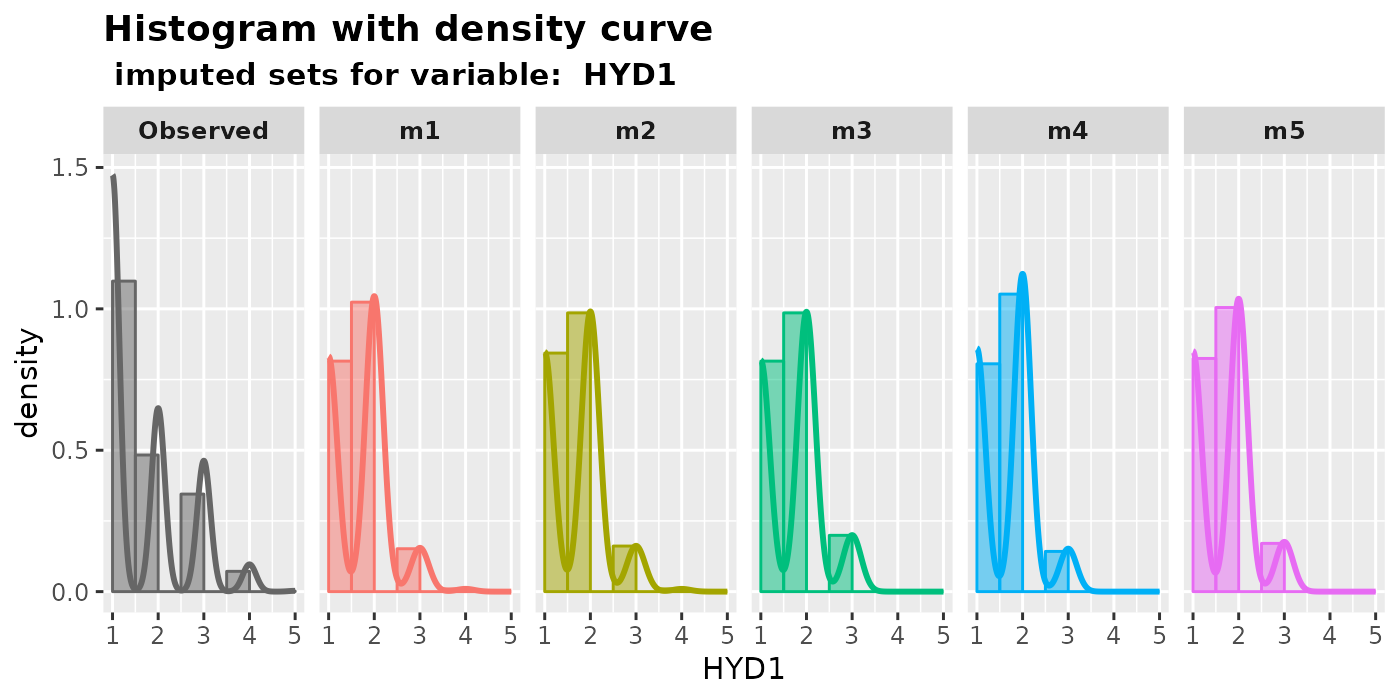 Histogram with density curve
imputed sets for variable:  HYD1
Observed m1 m2 m3 m4 m5
1.5
1.0
0.5
0.0
density
1 2 3 4 5 1 2 3 4 5 1 2 3 4 5 1 2 3 4 5 1 2 3 4 5 1 2 3 4 5
HYD1